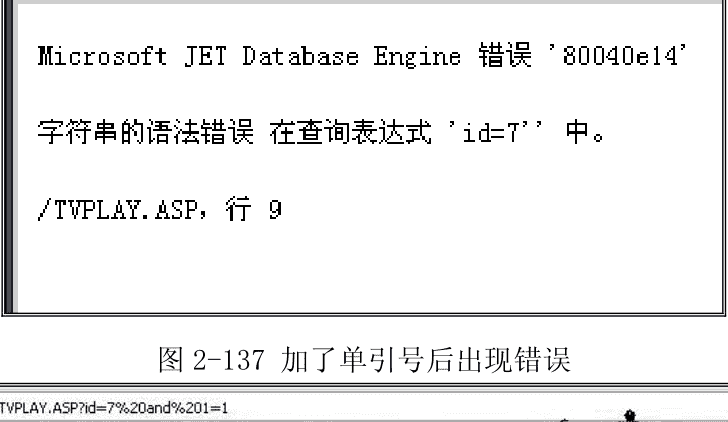 Microsoft JET Database Engine 错误 '80040e14'
字符串的语法错误 在查询表达式 'id=7'' 中。
/TVPLAY.ASP，行 9
图 2-137 加了单引号后出现错误
TVPLAY.ASP?id=7%20and%201=1